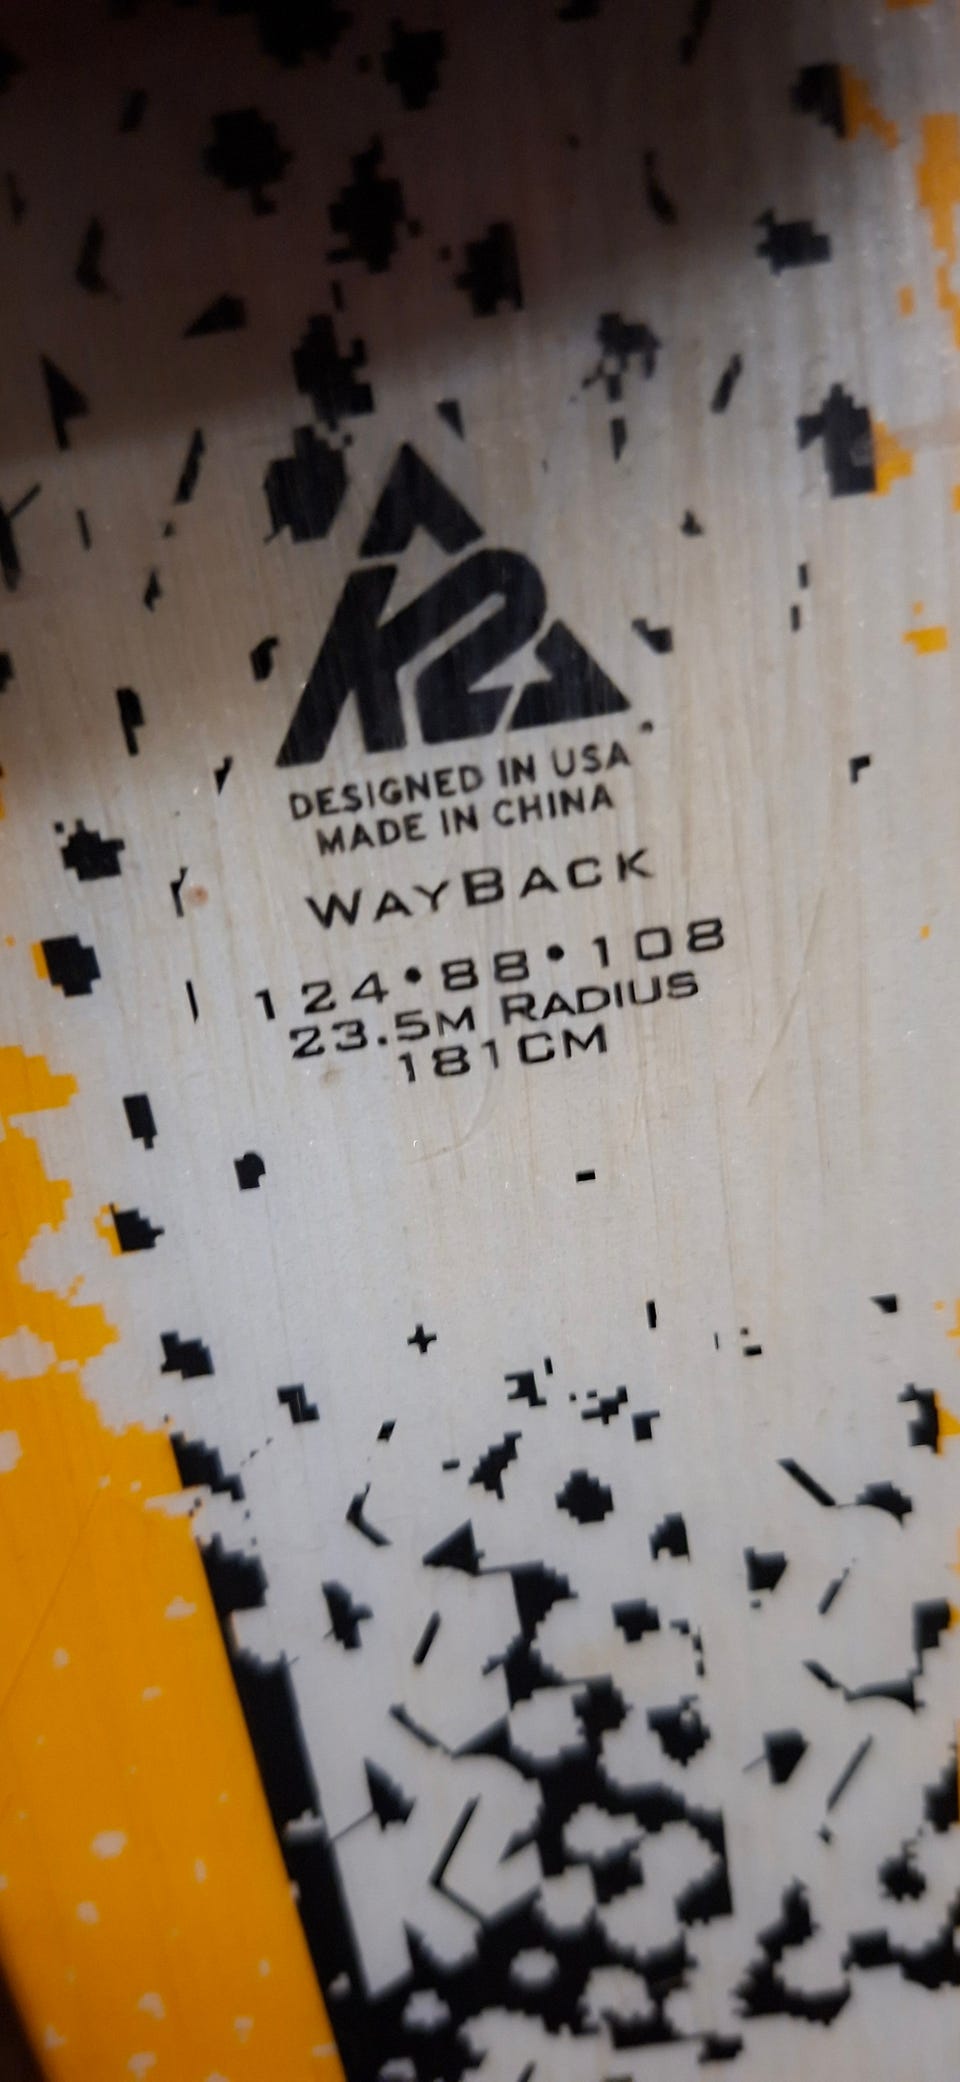 K2
DESIGNED IN USA
MADE IN CHINA
WAYBACK
124•88•108
23.5M RADIUS
181CM